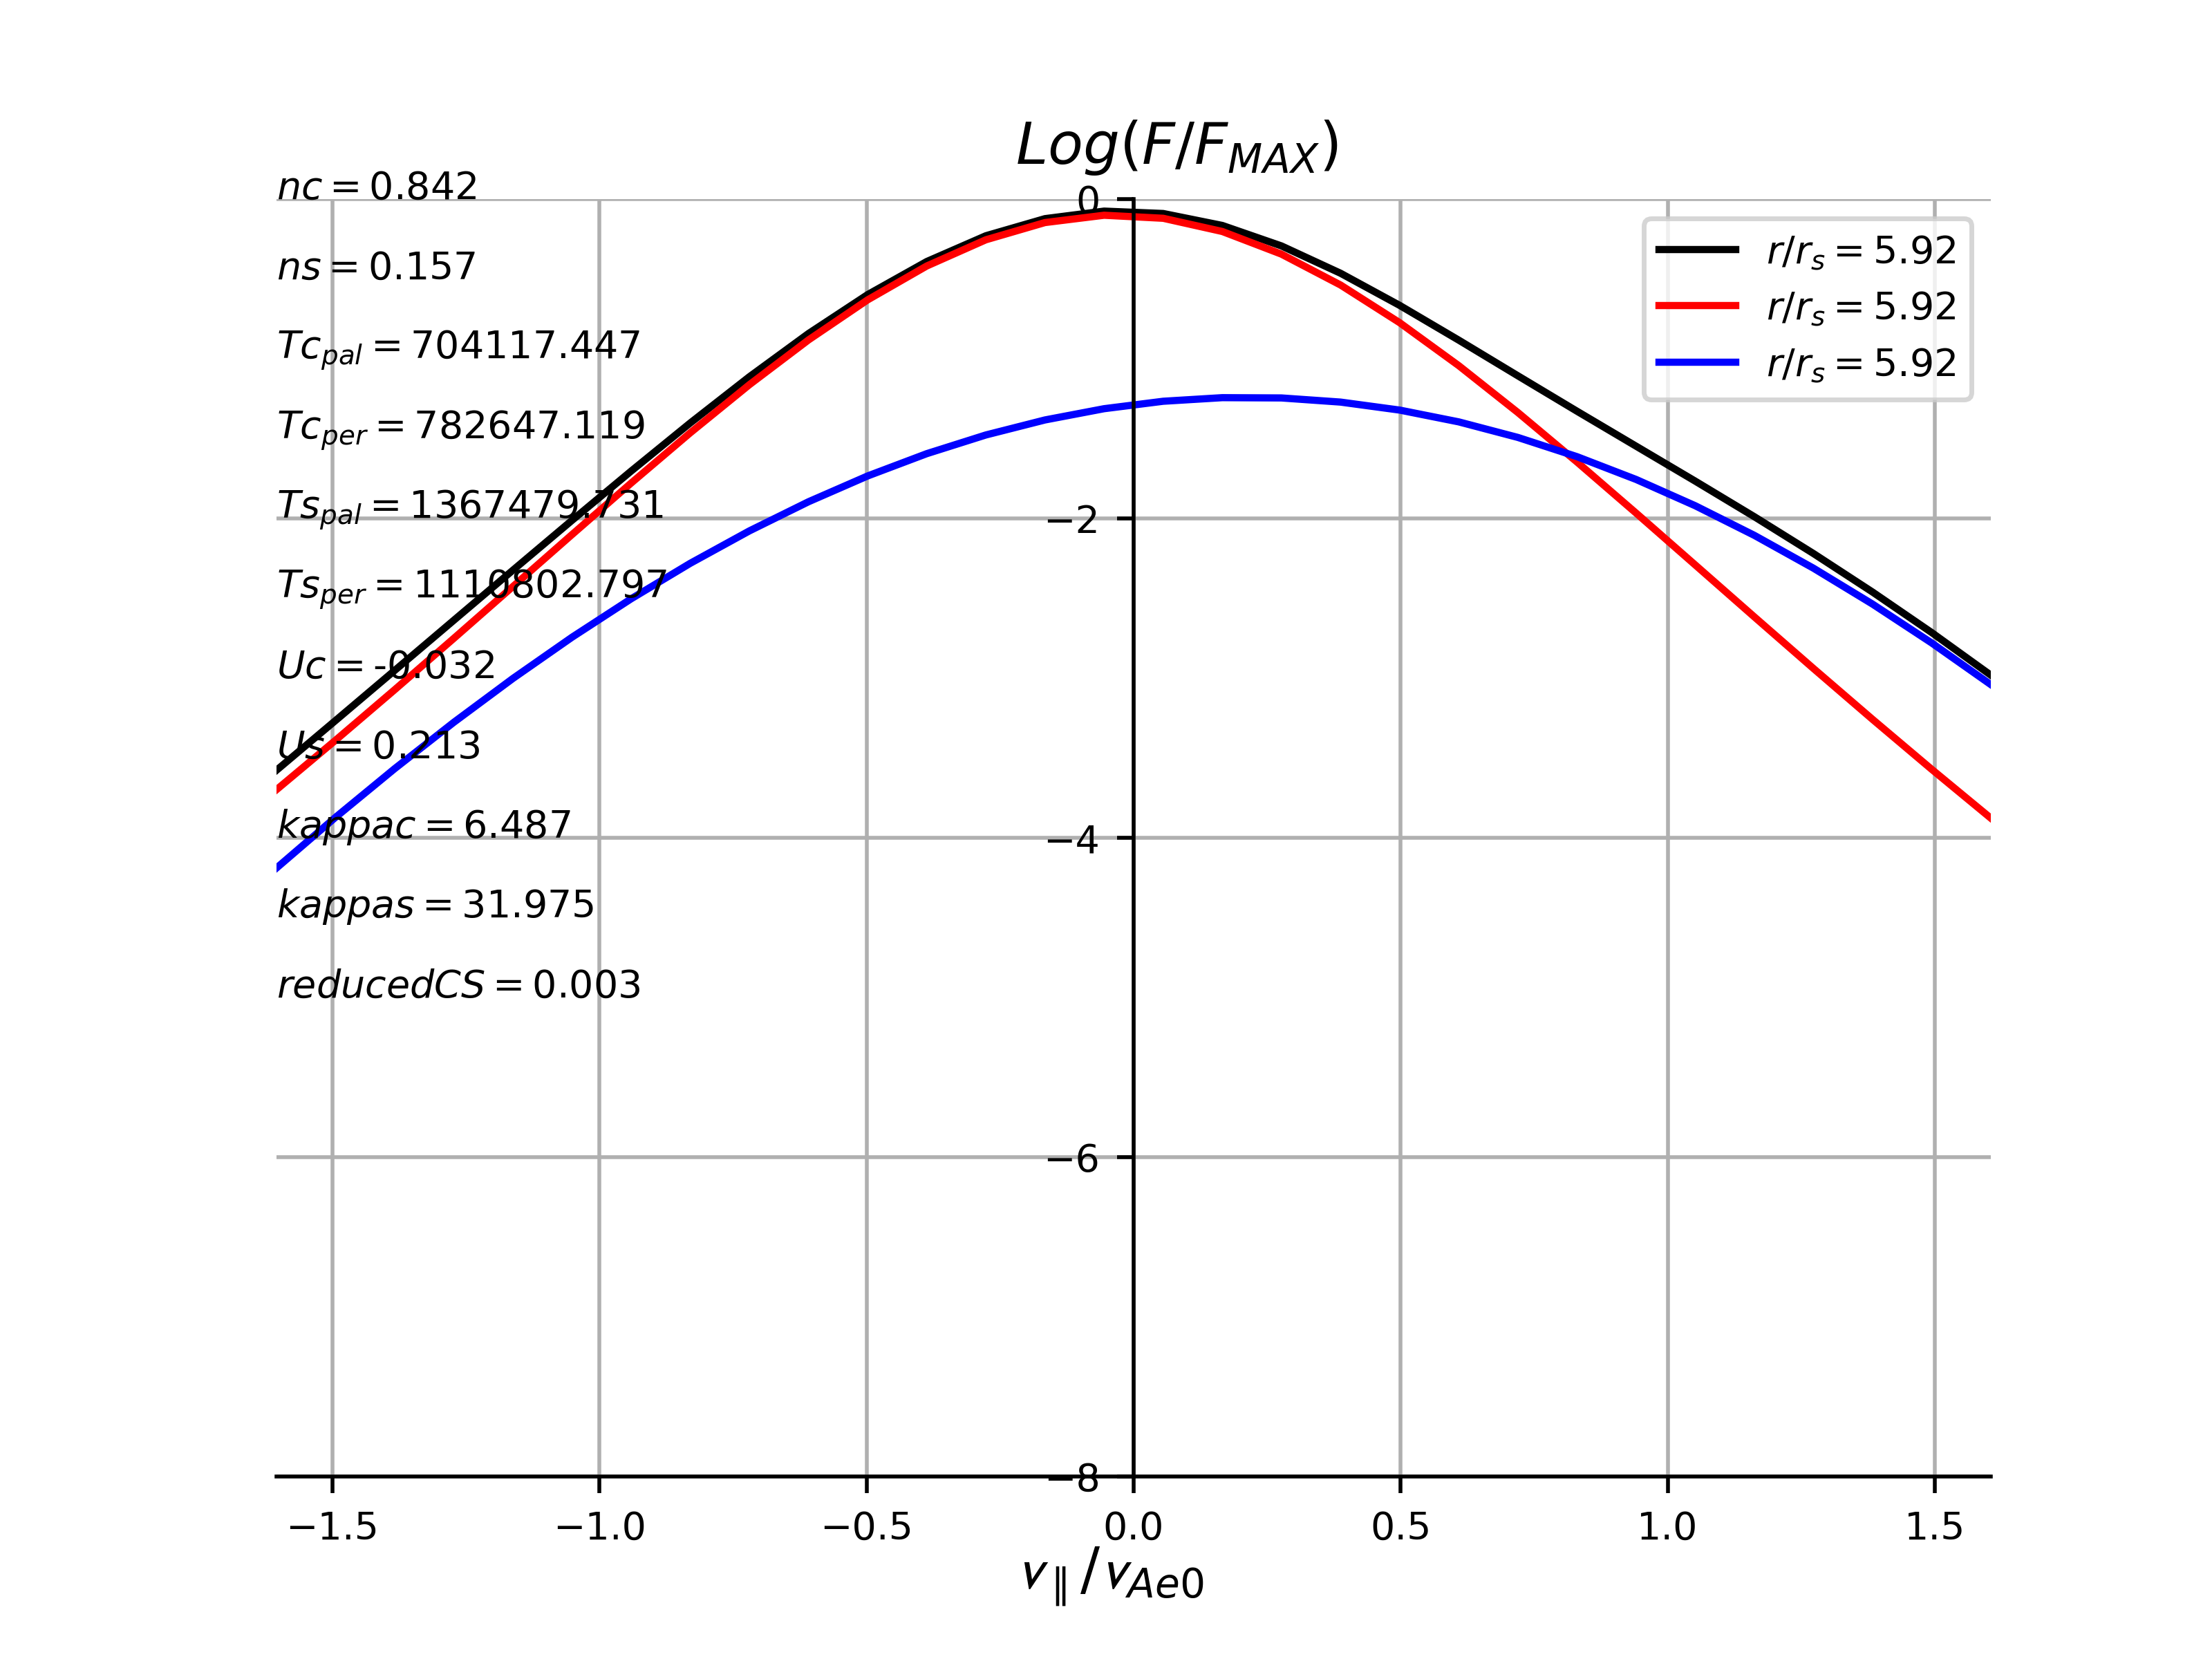 Log(F/F_MAX)
nc = 0.842
ns = 0.157
Tc_pal = 704117.447
Tc_per = 782647.119
Ts_pal = 1367479.731
Ts_per = 1110802.797
Uc = -0.032
Us = 0.213
kappac = 6.487
kappas = 31.975
reducedCS = 0.003
r/r_s = 5.92
r/r_s = 5.92
r/r_s = 5.92
0
−2
−4
−6
−8
−1.5 −1.0 −0.5 0.0 0.5 1.0 1.5
v_∥/v_Ae0